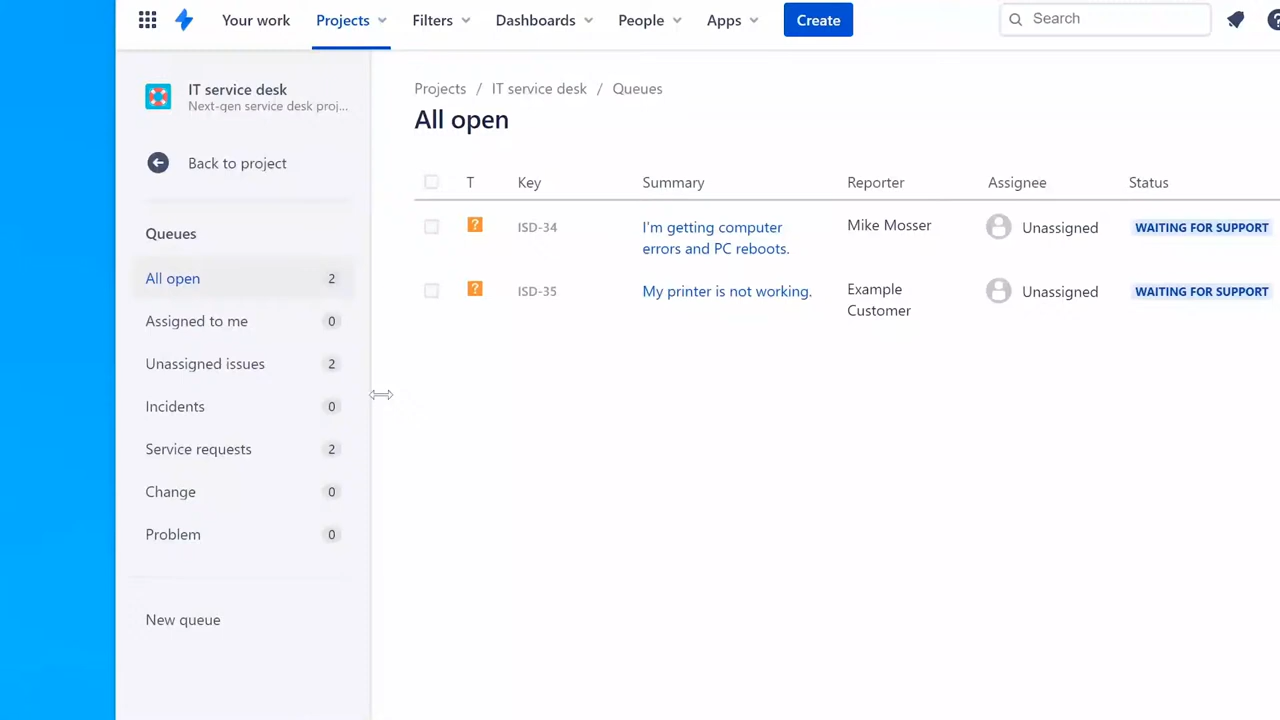 Your work
Projects
Filters
Dashboards
People
Apps
Create
Search
IT service desk
Next-gen service desk proj...
Back to project
Queues
All open 2
Assigned to me 0
Unassigned issues 2
Incidents 0
Service requests 2
Change 0
Problem 0
New queue
Projects / IT service desk / Queues
All open
T Key Summary Reporter Assignee Status
? ISD-34 I'm getting computer Mike Mosser Unassigned WAITING FOR SUPPORT
errors and PC reboots.
? ISD-35 My printer is not working. Example Unassigned WAITING FOR SUPPORT
Customer